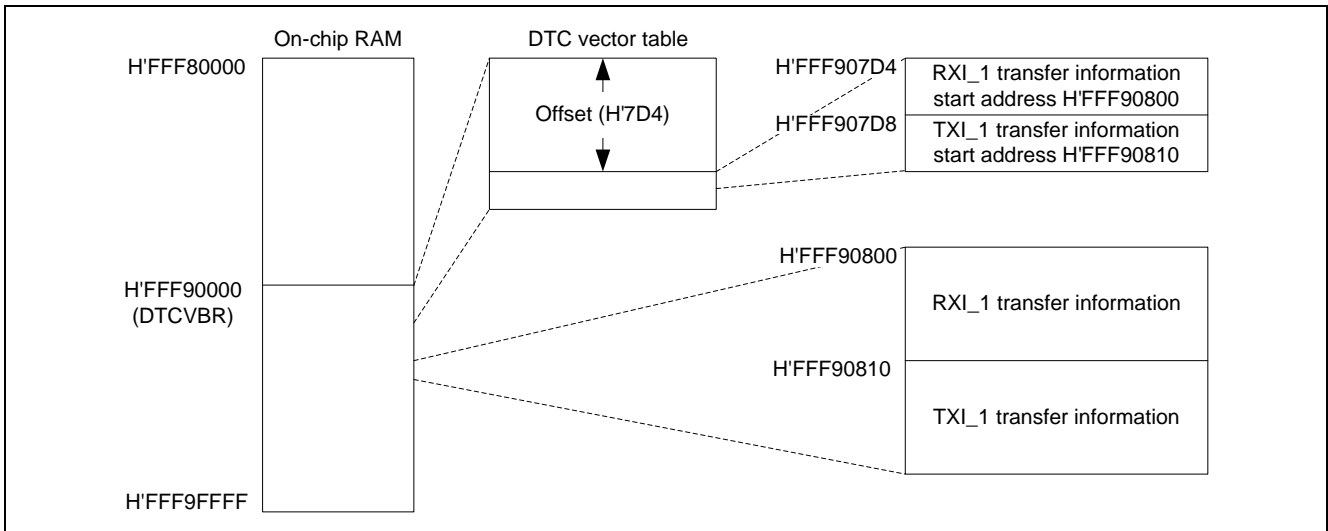 On-chip RAM
DTC vector table
H'FFF80000
H'FFF907D4
RXI_1 transfer information
start address H'FFF90800
Offset (H'7D4)
H'FFF907D8
TXI_1 transfer information
start address H'FFF90810
H'FFF90800
H'FFF90000
(DTCVBR)
RXI_1 transfer information
H'FFF90810
TXI_1 transfer information
H'FFF9FFFF